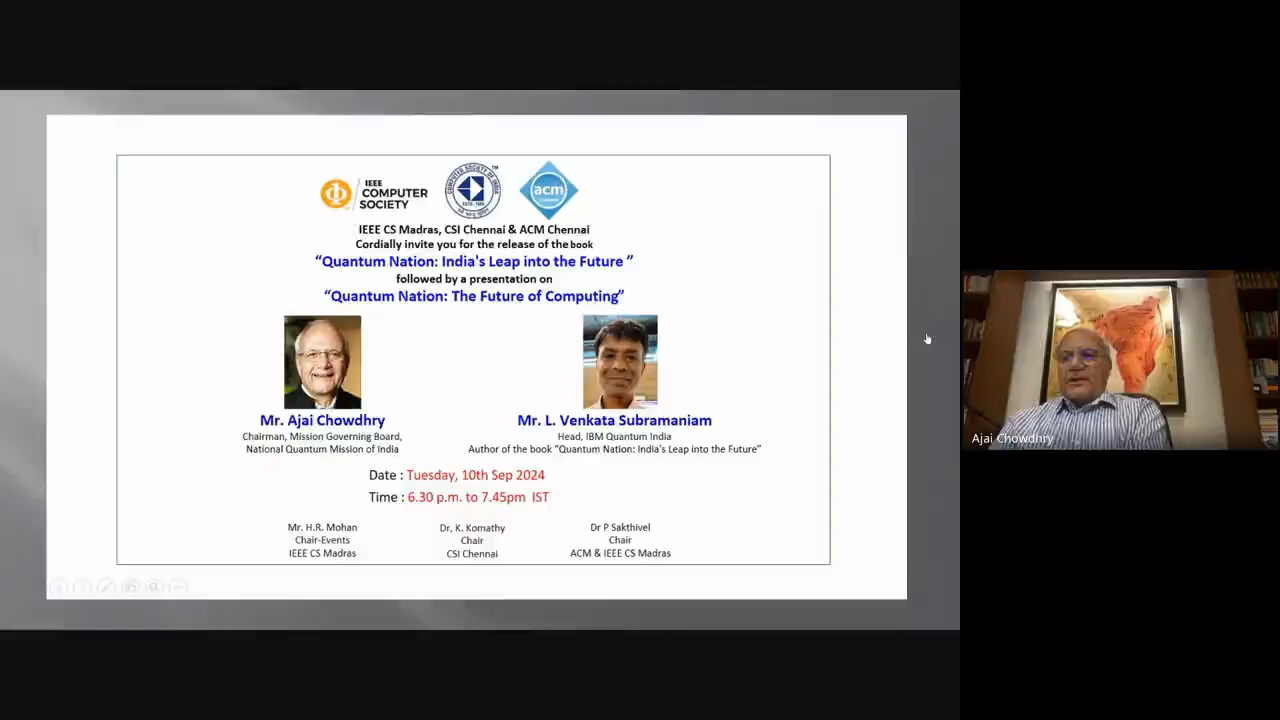 IEEE
COMPUTER
SOCIETY
COMPUTER SOCIETY OF INDIA
acm
IEEE CS Madras, CSI Chennai & ACM Chennai
Cordially invite you for the release of the book
“Quantum Nation: India's Leap into the Future ”
followed by a presentation on
“Quantum Nation: The Future of Computing”
Mr. Ajai Chowdhry
Chairman, Mission Governing Board,
National Quantum Mission of India
Mr. L. Venkata Subramaniam
Head, IBM Quantum India
Author of the book “Quantum Nation: India's Leap into the Future”
Date : Tuesday, 10th Sep 2024
Time : 6.30 p.m. to 7.45pm IST
Mr. H.R. Mohan
Chair-Events
IEEE CS Madras
Dr, K. Komathy
Chair
CSI Chennai
Dr P Sakthivel
Chair
ACM & IEEE CS Madras
Ajai Chowdhry